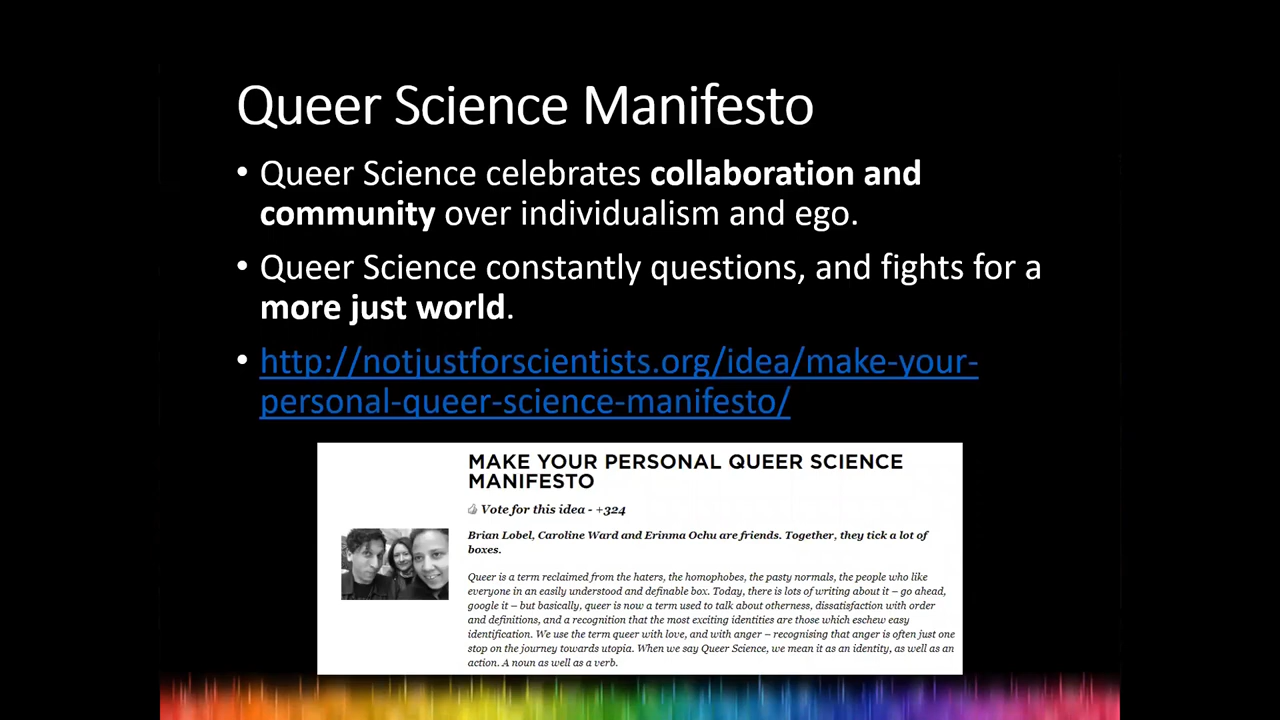 Queer Science Manifesto
• Queer Science celebrates collaboration and
community over individualism and ego.
• Queer Science constantly questions, and fights for a
more just world.
• http://notjustforscientists.org/idea/make-your-
personal-queer-science-manifesto/
MAKE YOUR PERSONAL QUEER SCIENCE
MANIFESTO
Vote for this idea - +324
Brian Lobel, Caroline Ward and Erinma Ochu are friends. Together, they tick a lot of
boxes.
Queer is a term reclaimed from the haters, the homophobes, the pasty normals, the people who like
everyone in an easily understood and definable box. Today, there is lots of writing about it – go ahead,
google it – but basically, queer is now a term used to talk about otherness, dissatisfaction with order
and definitions, and a recognition that the most exciting identities are those which eschew easy
identification. We use the term queer with love, and with anger – recognising that anger is often just one
stop on the journey towards utopia. When we say Queer Science, we mean it as an identity, as well as an
action. A noun as well as a verb.